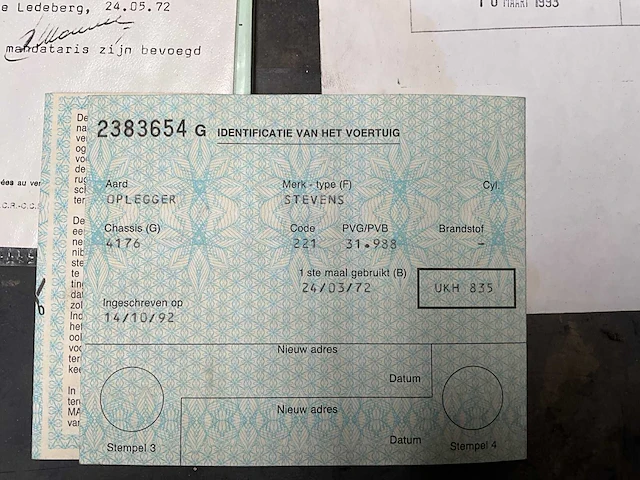 e Ledeberg, 24.05.72
mandataris zijn bevoegd
10 MAART 1993
2383654 G IDENTIFICATIE VAN HET VOERTUIG
Aard Merk - type (F) Cyl.
OPLEGGER STEVENS
Chassis (G) Code PVG/PVB Brandstof
4176 221 31.988 -
1 ste maal gebruikt (B)
24/03/72 UKH 835
Ingeschreven op
14/10/92
Nieuw adres
Datum
Nieuw adres
Datum
Stempel 3 Stempel 4